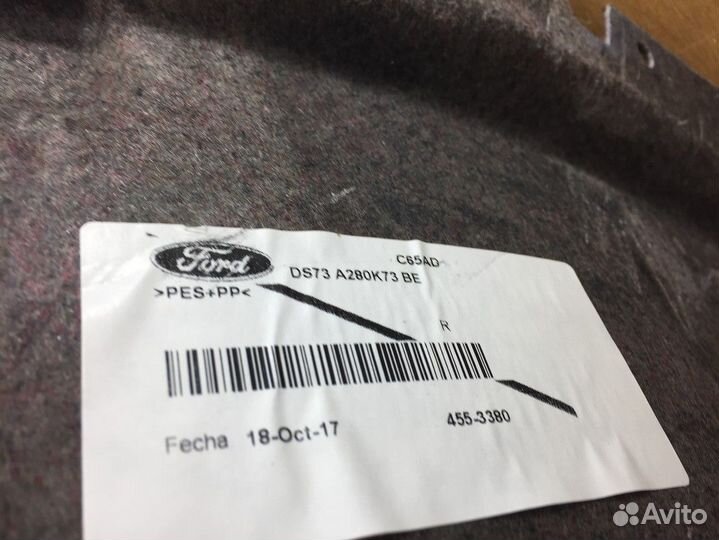 Ford
C65AD
DS73 A280K73 BE
>PES+PP<
R
Fecha 18-Oct-17
455-3380
Avito